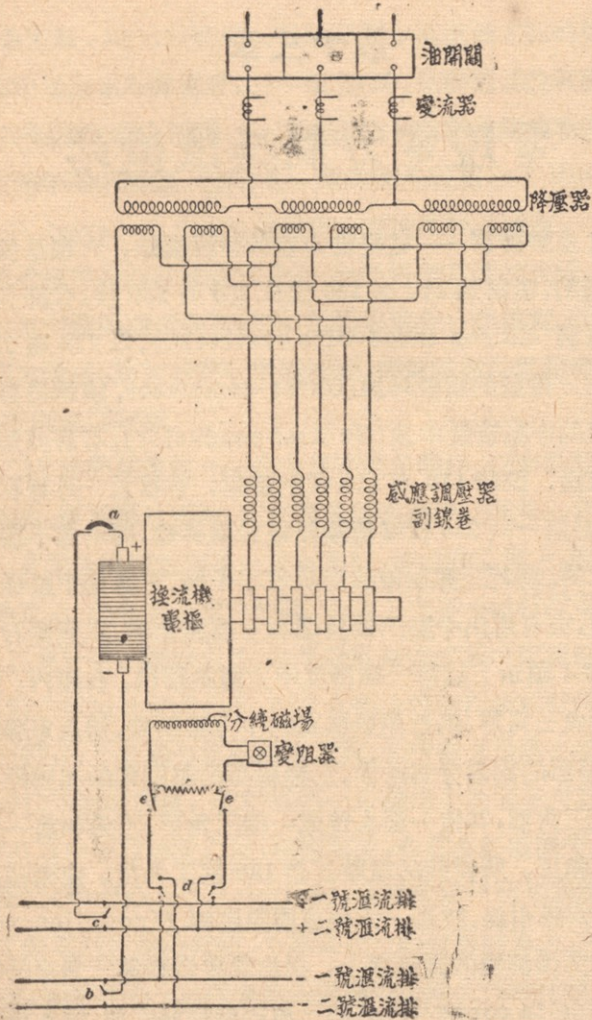 油開關
變流器
降壓器
感應調壓器
副線卷
a
+
換流機
電樞
-
分繞磁場
變阻器
r
e e
d
+ 一號滙流排
c
+ 二號滙流排
- 一號滙流排
b
- 二號滙流排